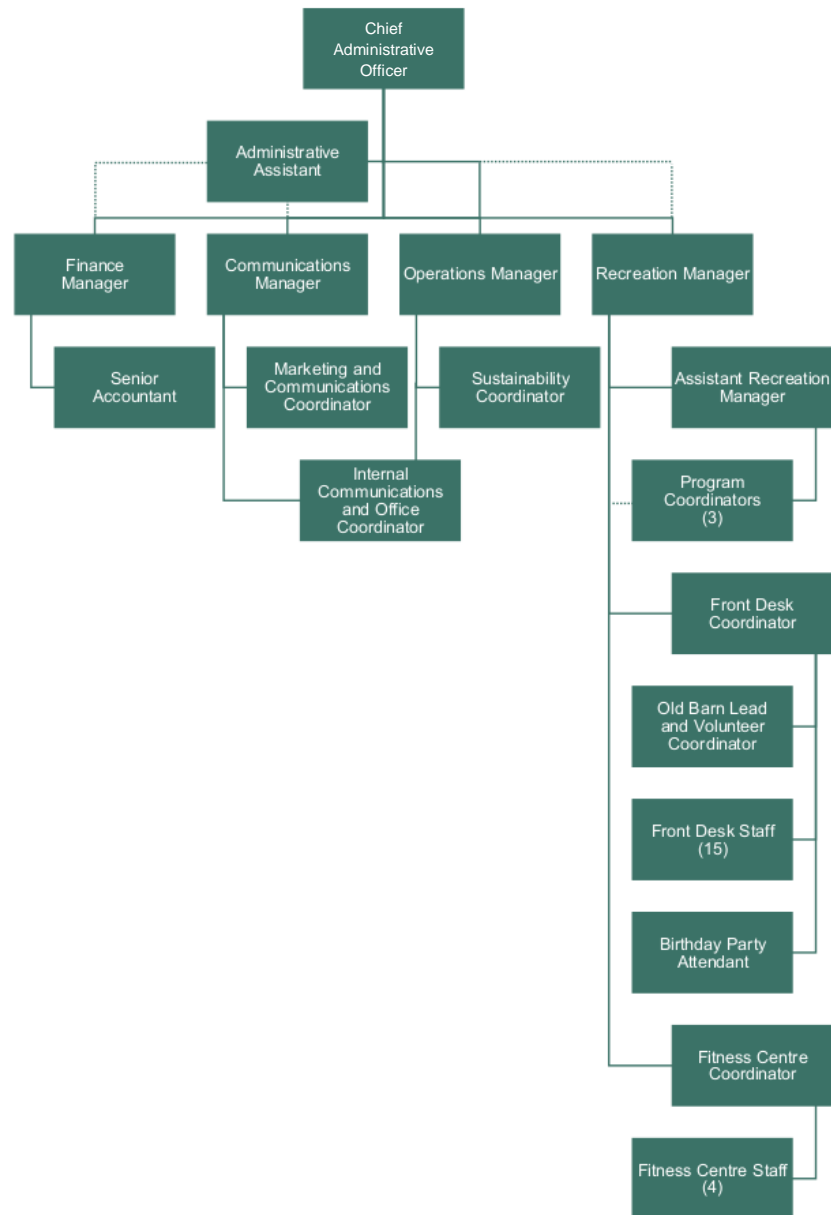 Chief
Administrative
Officer
Administrative
Assistant
Finance
Manager
Communications
Manager
Operations Manager
Recreation Manager
Senior
Accountant
Marketing and
Communications
Coordinator
Sustainability
Coordinator
Assistant Recreation
Manager
Internal
Communications
and Office
Coordinator
Program
Coordinators
(3)
Front Desk
Coordinator
Old Barn Lead
and Volunteer
Coordinator
Front Desk Staff
(15)
Birthday Party
Attendant
Fitness Centre
Coordinator
Fitness Centre Staff
(4)